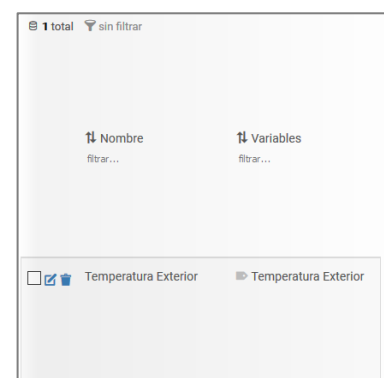 1 total sin filtrar
Nombre Variables
filtrar... filtrar...
Temperatura Exterior Temperatura Exterior